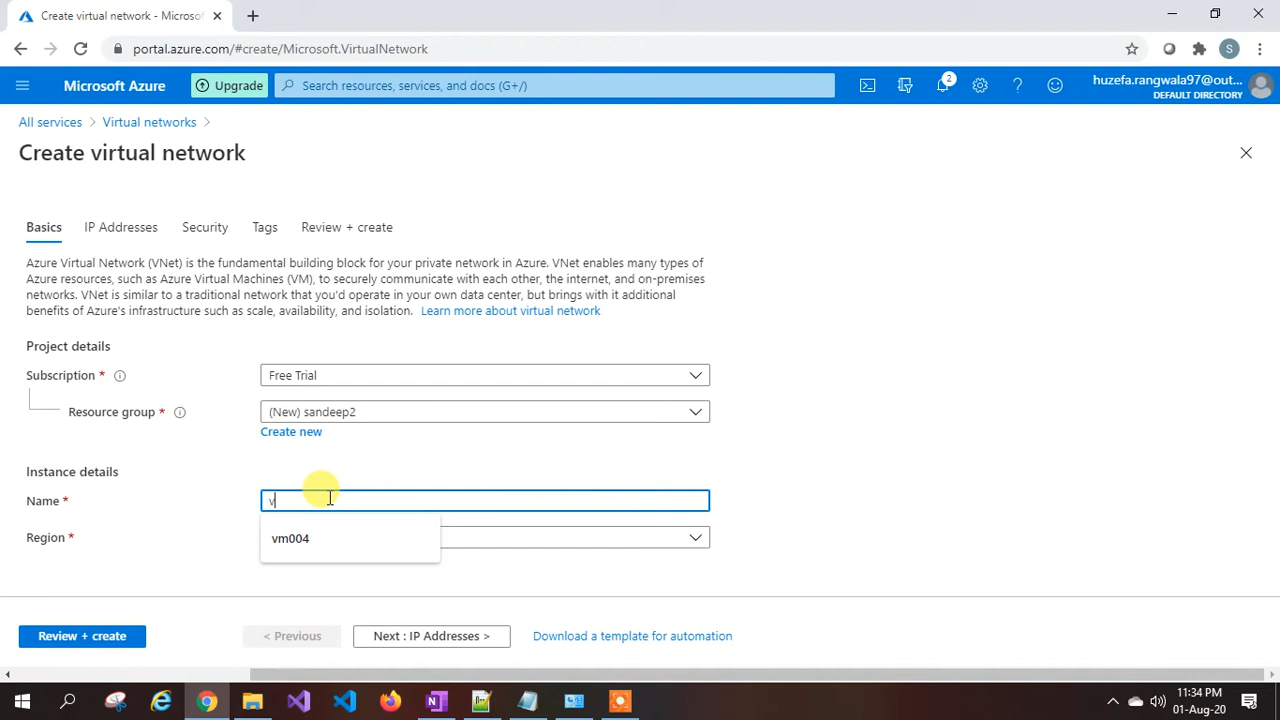 Create virtual network - Microsof
portal.azure.com/#create/Microsoft.VirtualNetwork
S
Microsoft Azure
Upgrade
Search resources, services, and docs (G+/)
2
huzefa.rangwala97@out...
DEFAULT DIRECTORY
All services > Virtual networks >
Create virtual network
Basics IP Addresses Security Tags Review + create
Azure Virtual Network (VNet) is the fundamental building block for your private network in Azure. VNet enables many types
of Azure resources, such as Azure Virtual Machines (VM), to securely communicate with each other, the internet, and on-premises
networks. VNet is similar to a traditional network that you'd operate in your own data center, but brings with it additional
benefits of Azure's infrastructure such as scale, availability, and isolation. Learn more about virtual network
Project details
Subscription * Free Trial
Resource group * (New) sandeep2
Create new
Instance details
Name * v
vm004
Region *
Review + create < Previous Next : IP Addresses > Download a template for automation
11:34 PM
01-Aug-20